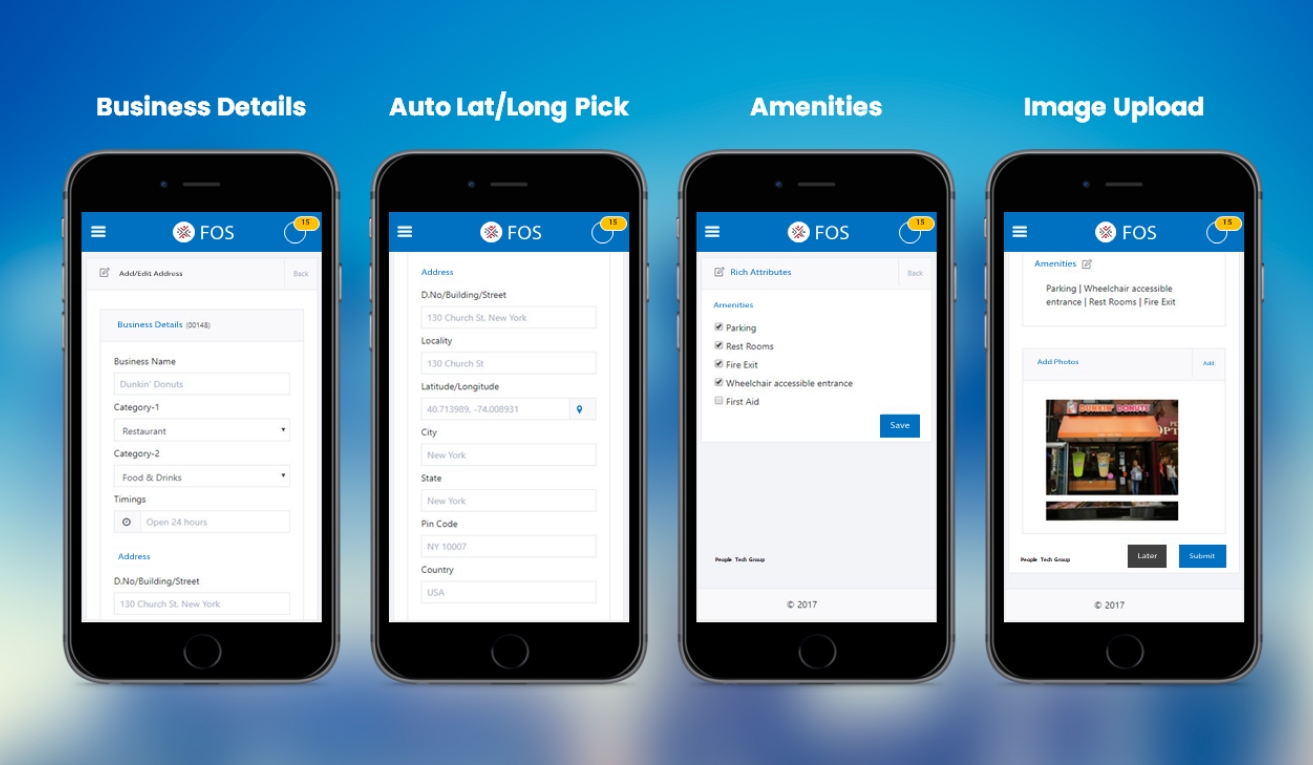 Business Details
15
FOS
Add/Edit Address
Back
Business Details (00148)
Business Name
Dunkin' Donuts
Category-1
Restaurant
Category-2
Food & Drinks
Timings
Open 24 hours
Address
D.No/Building/Street
130 Church St, New York
Auto Lat/Long Pick
15
FOS
Address
D.No/Building/Street
130 Church St, New York
Locality
130 Church St
Latitude/Longitude
40.713989, -74.008931
City
New York
State
New York
Pin Code
NY 10007
Country
USA
Amenities
15
FOS
Rich Attributes
Back
Amenities
Parking
Rest Rooms
Fire Exit
Wheelchair accessible entrance
First Aid
Save
People Tech Group
© 2017
Image Upload
15
FOS
Amenities
Parking | Wheelchair accessible
entrance | Rest Rooms | Fire Exit
Add Photos
Add
DUNKIN' DONUTS
Later
Submit
People Tech Group
© 2017